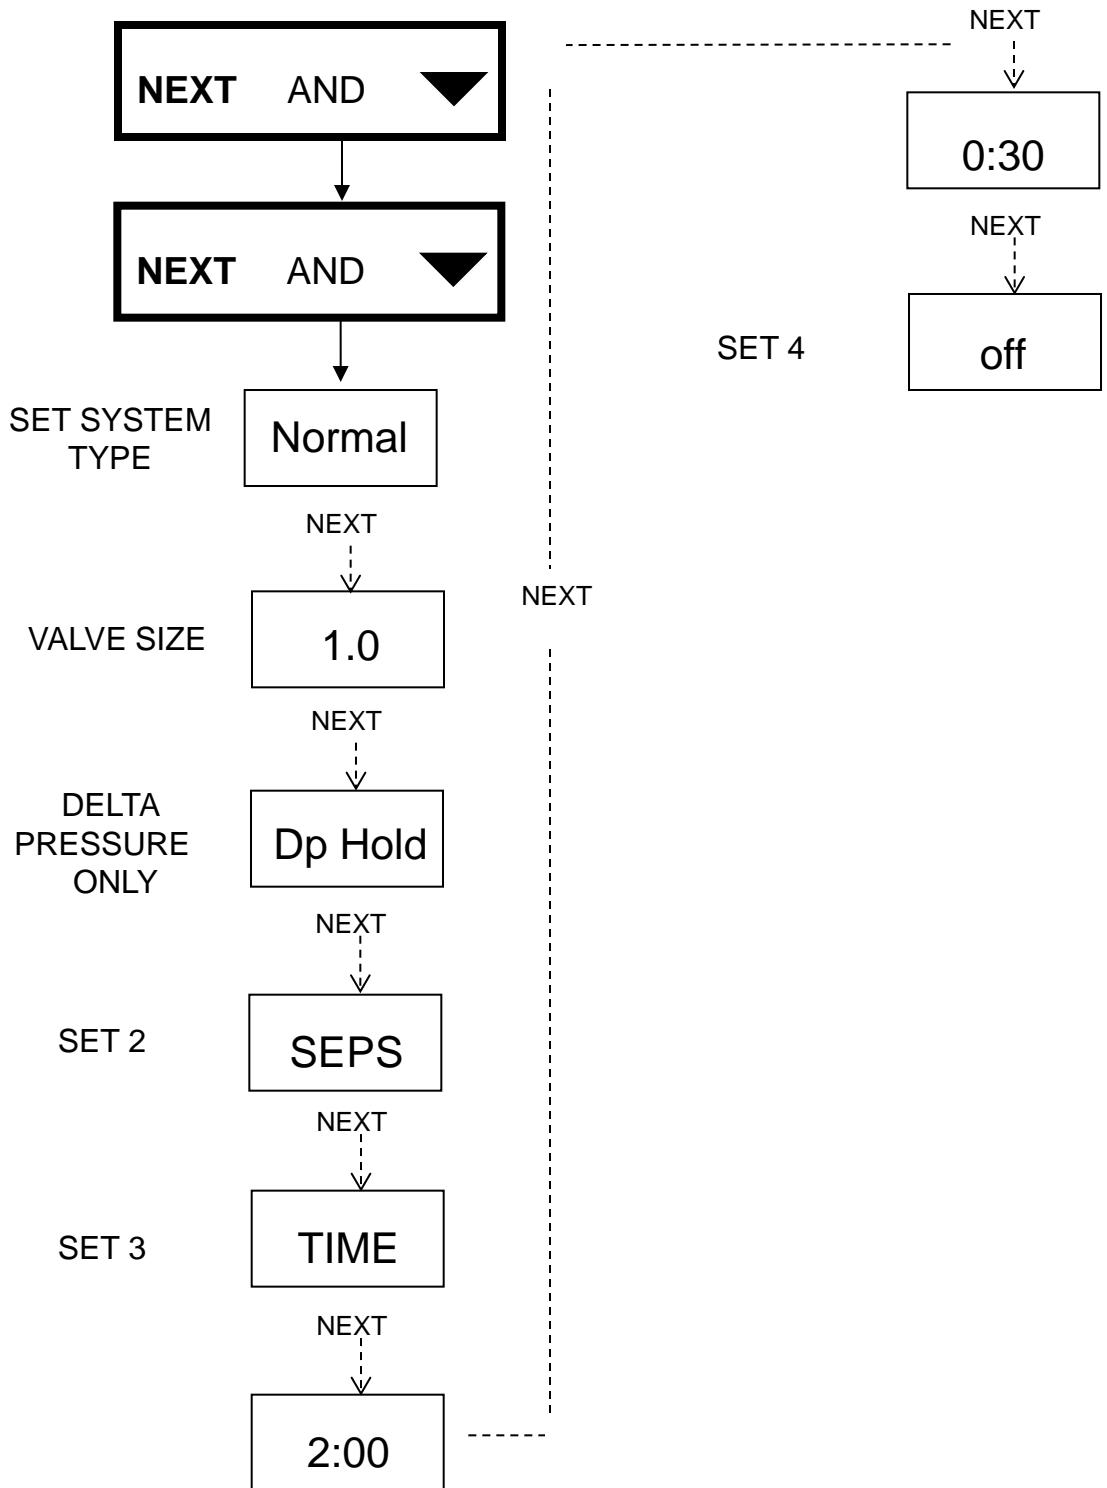 NEXT AND
NEXT AND
SET SYSTEM
TYPE
Normal
NEXT
VALVE SIZE
1.0
NEXT
DELTA
PRESSURE
ONLY
Dp Hold
NEXT
SET 2
SEPS
NEXT
SET 3
TIME
NEXT
2:00
NEXT
NEXT
0:30
NEXT
SET 4
off